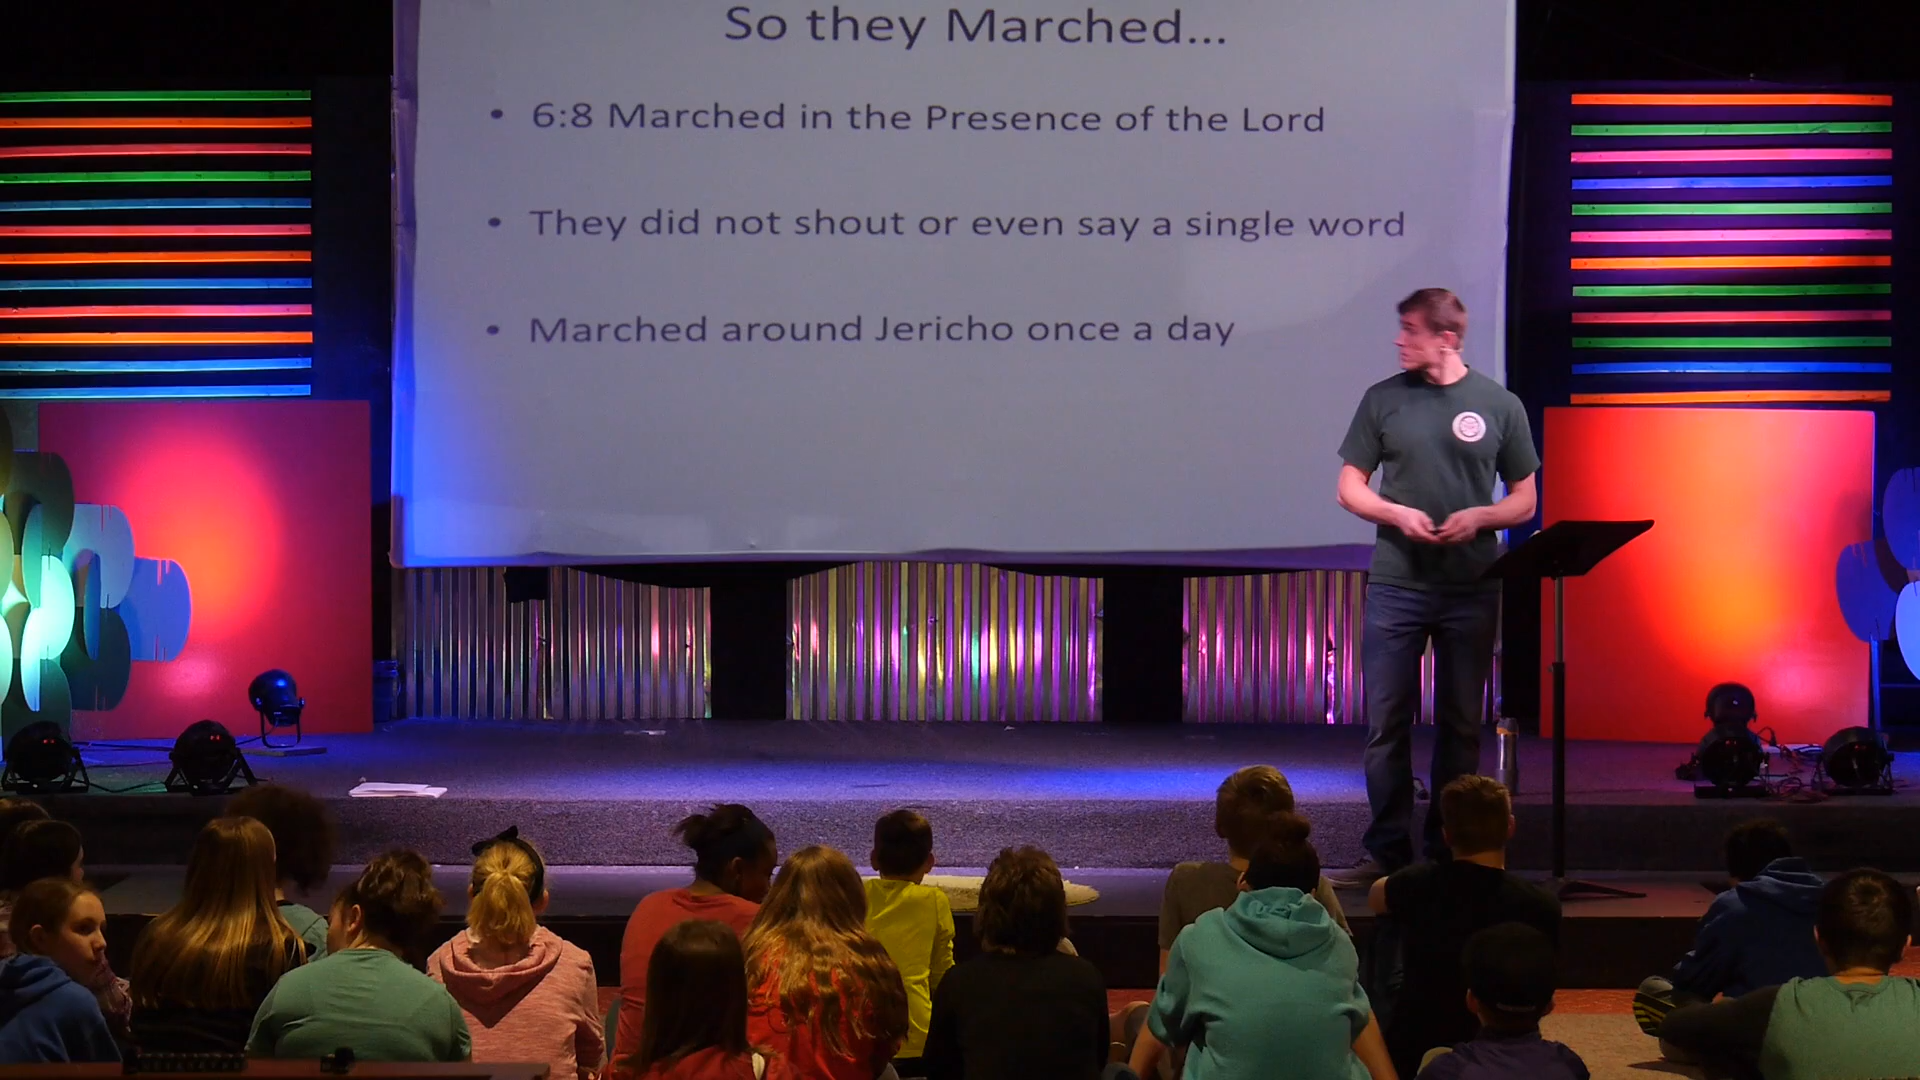 So they Marched...
• 6:8 Marched in the Presence of the Lord
• They did not shout or even say a single word
• Marched around Jericho once a day